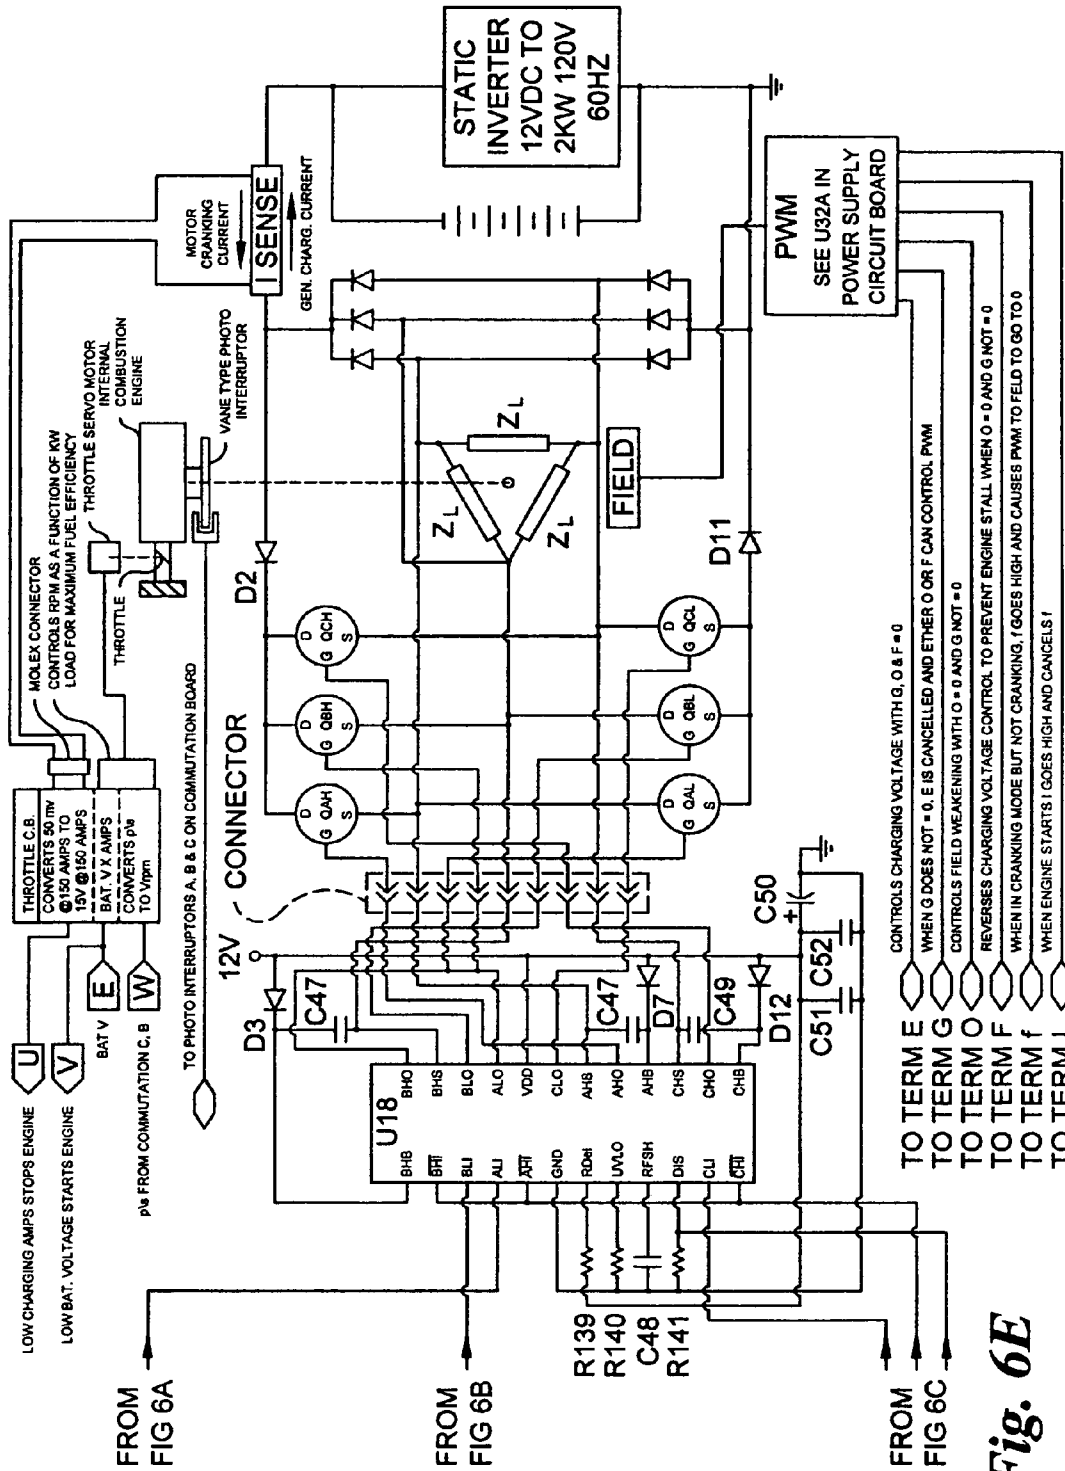 LOW CHARGING AMPS STOPS ENGINE
U
LOW BAT. VOLTAGE STARTS ENGINE
V
E
BAT V
W
p\s FROM COMMUTATION C, B
TO PHOTO INTERRUPTORS A, B & C ON COMMUTATION BOARD
THROTTLE C.B.
CONVERTS 50 mv
@150 AMPS TO
15V @150 AMPS
BAT. V X AMPS
CONVERTS p\s
TO Vrpm
MOLEX CONNECTOR
CONTROLS RPM AS A FUNCTION OF KW
LOAD FOR MAXIMUM FUEL EFFICIENCY
THROTTLE SERVO MOTOR
INTERNAL
COMBUSTION
ENGINE
THROTTLE
VANE TYPE PHOTO
INTERRUPTOR
MOTOR
CRANKING
CURRENT
I SENSE
GEN. CHARG. CURRENT
STATIC
INVERTER
12VDC TO
2KW 120V
60HZ
FROM
FIG 6A
FROM
FIG 6B
FROM
FIG 6C
CONNECTOR
12V
D2
D3
C47
C47
D7
C49
D12
C50
+
C51
C52
D11
U18
BHB
BHI
BLI
ALI
AHI
GND
RDel
UVLO
RFSH
DIS
CLI
CHI
BHO
BHS
BLO
ALO
VDD
CLO
AHS
AHO
AHB
CHS
CHO
CHB
R139
R140
C48
R141
D
G QAH
S
D
G QBH
S
D
G QCH
S
D
G QAL
S
D
G QBL
S
D
G QCL
S
Z L
Z L
Z L
FIELD
PWM
SEE U32A IN
POWER SUPPLY
CIRCUIT BOARD
TO TERM E
CONTROLS CHARGING VOLTAGE WITH G, O & F = 0
TO TERM G
WHEN G DOES NOT = 0, E IS CANCELLED AND ETHER O OR F CAN CONTROL PWM
TO TERM O
CONTROLS FIELD WEAKENING WITH O = 0 AND G NOT = 0
TO TERM F
REVERSES CHARGING VOLTAGE CONTROL TO PREVENT ENGINE STALL WHEN O = 0 AND G NOT = 0
TO TERM f
WHEN IN CRANKING MODE BUT NOT CRANKING, f GOES HIGH AND CAUSES PWM TO FELD TO GO TO 0
TO TERM I
WHEN ENGINE STARTS I GOES HIGH AND CANCELS f
Fig. 6E